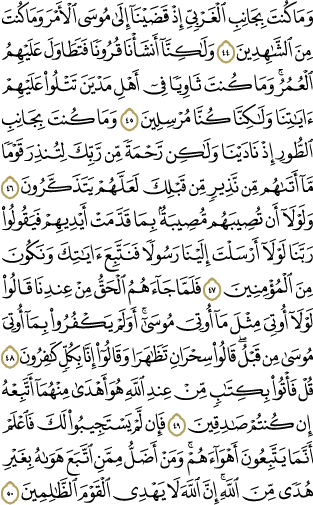 وَمَا كُنتَ بِجَانِبِ ٱلْغَرْبِيِّ إِذْ قَضَيْنَآ إِلَىٰ مُوسَى ٱلْأَمْرَ وَمَا كُنتَ
مِنَ ٱلشَّٰهِدِينَ ٤٤ وَلَٰكِنَّآ أَنشَأْنَا قُرُونًا فَتَطَاوَلَ عَلَيْهِمُ
ٱلْعُمُرُ ۚ وَمَا كُنتَ ثَاوِيًا فِىٓ أَهْلِ مَدْيَنَ تَتْلُوا۟ عَلَيْهِمْ
ءَايَٰتِنَا وَلَٰكِنَّا كُنَّا مُرْسِلِينَ ٤٥ وَمَا كُنتَ بِجَانِبِ
ٱلطُّورِ إِذْ نَادَيْنَا وَلَٰكِن رَّحْمَةً مِّن رَّبِّكَ لِتُنذِرَ قَوْمًا
مَّآ أَتَىٰهُم مِّن نَّذِيرٍ مِّن قَبْلِكَ لَعَلَّهُمْ يَتَذَكَّرُونَ ٤٦
وَلَوْلَآ أَن تُصِيبَهُم مُّصِيبَةٌۢ بِمَا قَدَّمَتْ أَيْدِيهِمْ فَيَقُولُوا۟
رَبَّنَا لَوْلَآ أَرْسَلْتَ إِلَيْنَا رَسُولًا فَنَتَّبِعَ ءَايَٰتِكَ وَنَكُونَ
مِنَ ٱلْمُؤْمِنِينَ ٤٧ فَلَمَّا جَآءَهُمُ ٱلْحَقُّ مِنْ عِندِنَا قَالُوا۟
لَوْلَآ أُوتِىَ مِثْلَ مَآ أُوتِىَ مُوسَىٰٓ ۚ أَوَلَمْ يَكْفُرُوا۟ بِمَآ أُوتِىَ
مُوسَىٰ مِن قَبْلُ ۖ قَالُوا۟ سِحْرَانِ تَظَٰهَرَا وَقَالُوٓا۟ إِنَّا بِكُلٍّ كَٰفِرُونَ ٤٨
قُلْ فَأْتُوا۟ بِكِتَٰبٍ مِّنْ عِندِ ٱللَّهِ هُوَ أَهْدَىٰ مِنْهُمَآ أَتَّبِعْهُ
إِن كُنتُمْ صَٰدِقِينَ ٤٩ فَإِن لَّمْ يَسْتَجِيبُوا۟ لَكَ فَٱعْلَمْ
أَنَّمَا يَتَّبِعُونَ أَهْوَآءَهُمْ ۚ وَمَنْ أَضَلُّ مِمَّنِ ٱتَّبَعَ هَوَىٰهُ بِغَيْرِ
هُدًى مِّنَ ٱللَّهِ ۚ إِنَّ ٱللَّهَ لَا يَهْدِى ٱلْقَوْمَ ٱلظَّٰلِمِينَ ٥٠